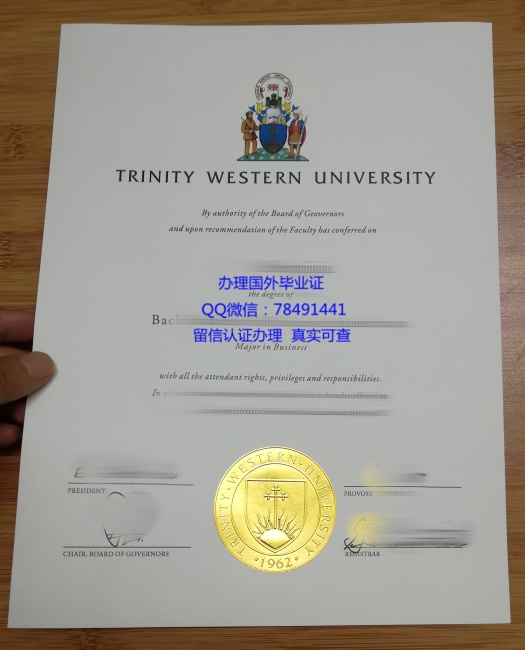 TRINITY WESTERN UNIVERSITY
By authority of the Board of Geovernors
and upon recommendation of the Faculty has conferred on
办理国外毕业证
the degree of
QQ微信：78491441
留信认证办理 真实可查
Major in Business
with all the attendant rights, privileges and responsibilities.
In
PRESIDENT
PROVOST
CHAIR, BOARD OF GOVERNORS
REGISTRAR
TRINITY·WESTERN·UNIVERSITY
·1962·